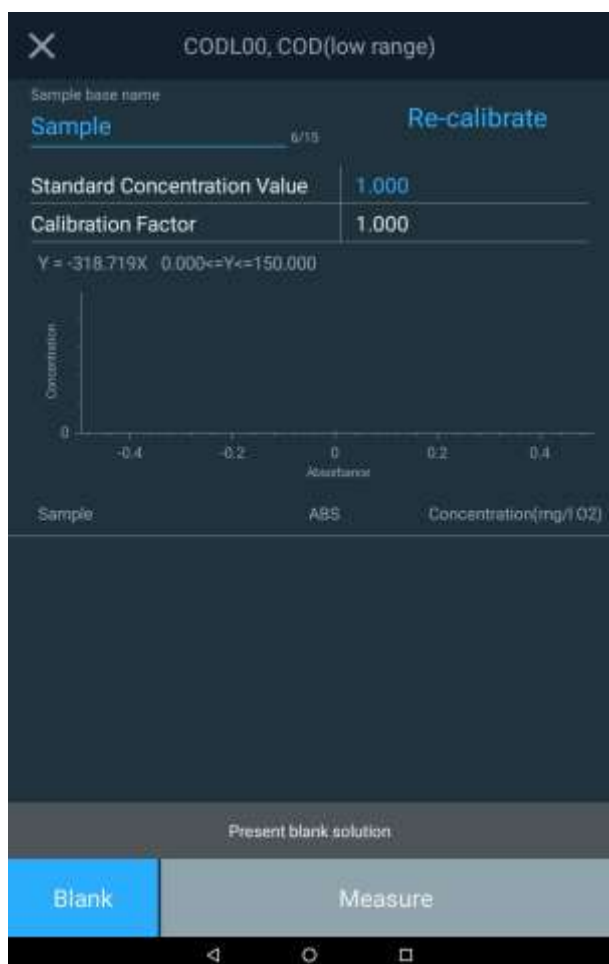 CODL00, COD(low range)
Sample base name
Sample
6/15
Re-calibrate
Standard Concentration Value 1.000
Calibration Factor 1.000
Y = -318.719X 0.000<=Y<=150.000
Concentration
0
-0.4 -0.2 0 0.2 0.4
Absorbance
Sample ABS Concentration(mg/l O2)
Present blank solution
Blank Measure